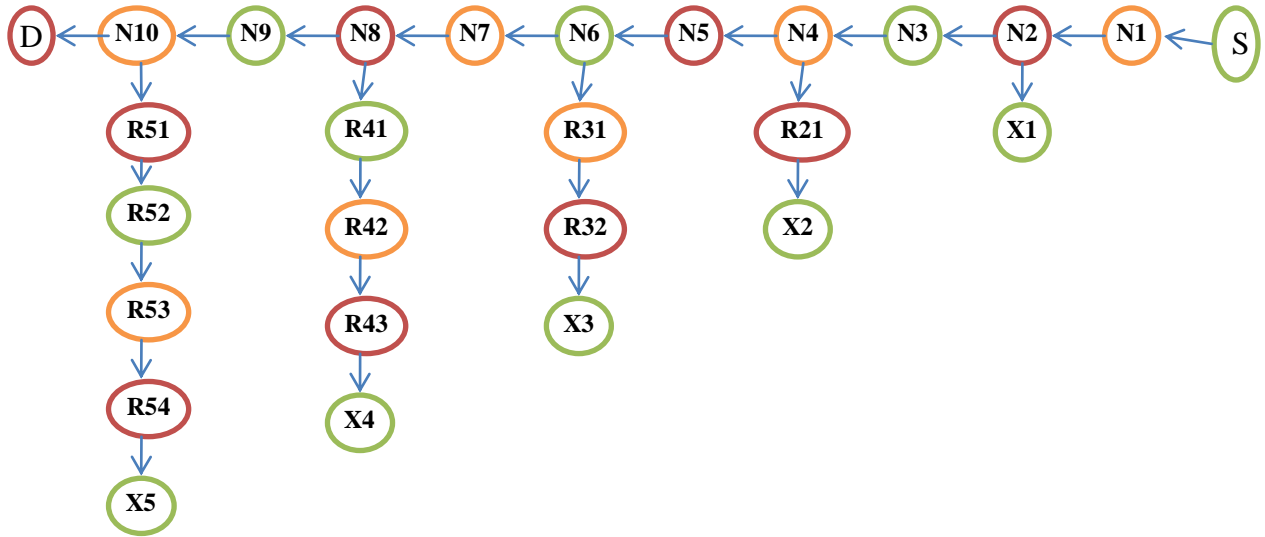 D N10 N9 N8 N7 N6 N5 N4 N3 N2 N1 S
R51 R41 R31 R21 X1
R52 R42 R32 X2
R53 R43 X3
R54 X4
X5